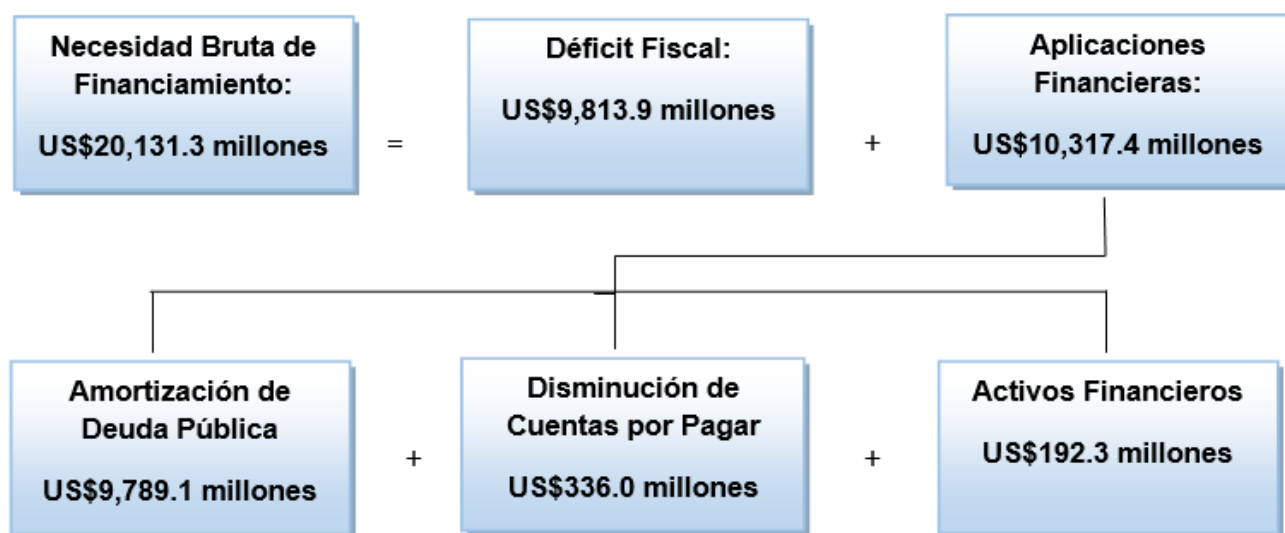 Necesidad Bruta de
Financiamiento:
US$20,131.3 millones
=
Déficit Fiscal:
US$9,813.9 millones
+
Aplicaciones
Financieras:
US$10,317.4 millones
Amortización de
Deuda Pública
US$9,789.1 millones
+
Disminución de
Cuentas por Pagar
US$336.0 millones
+
Activos Financieros
US$192.3 millones